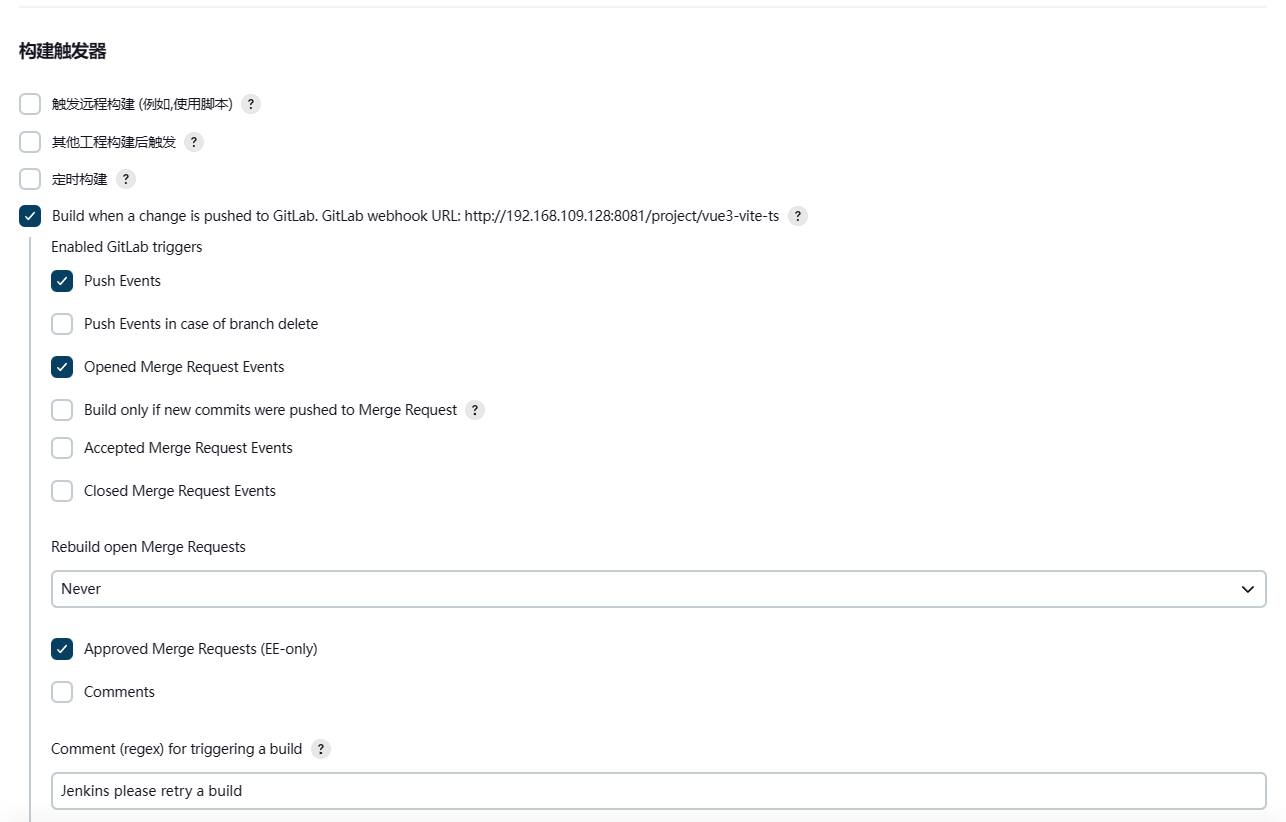 构建触发器
触发远程构建 (例如,使用脚本) ?
其他工程构建后触发 ?
定时构建 ?
Build when a change is pushed to GitLab. GitLab webhook URL: http://192.168.109.128:8081/project/vue3-vite-ts ?
Enabled GitLab triggers
Push Events
Push Events in case of branch delete
Opened Merge Request Events
Build only if new commits were pushed to Merge Request ?
Accepted Merge Request Events
Closed Merge Request Events
Rebuild open Merge Requests
Never
Approved Merge Requests (EE-only)
Comments
Comment (regex) for triggering a build ?
Jenkins please retry a build